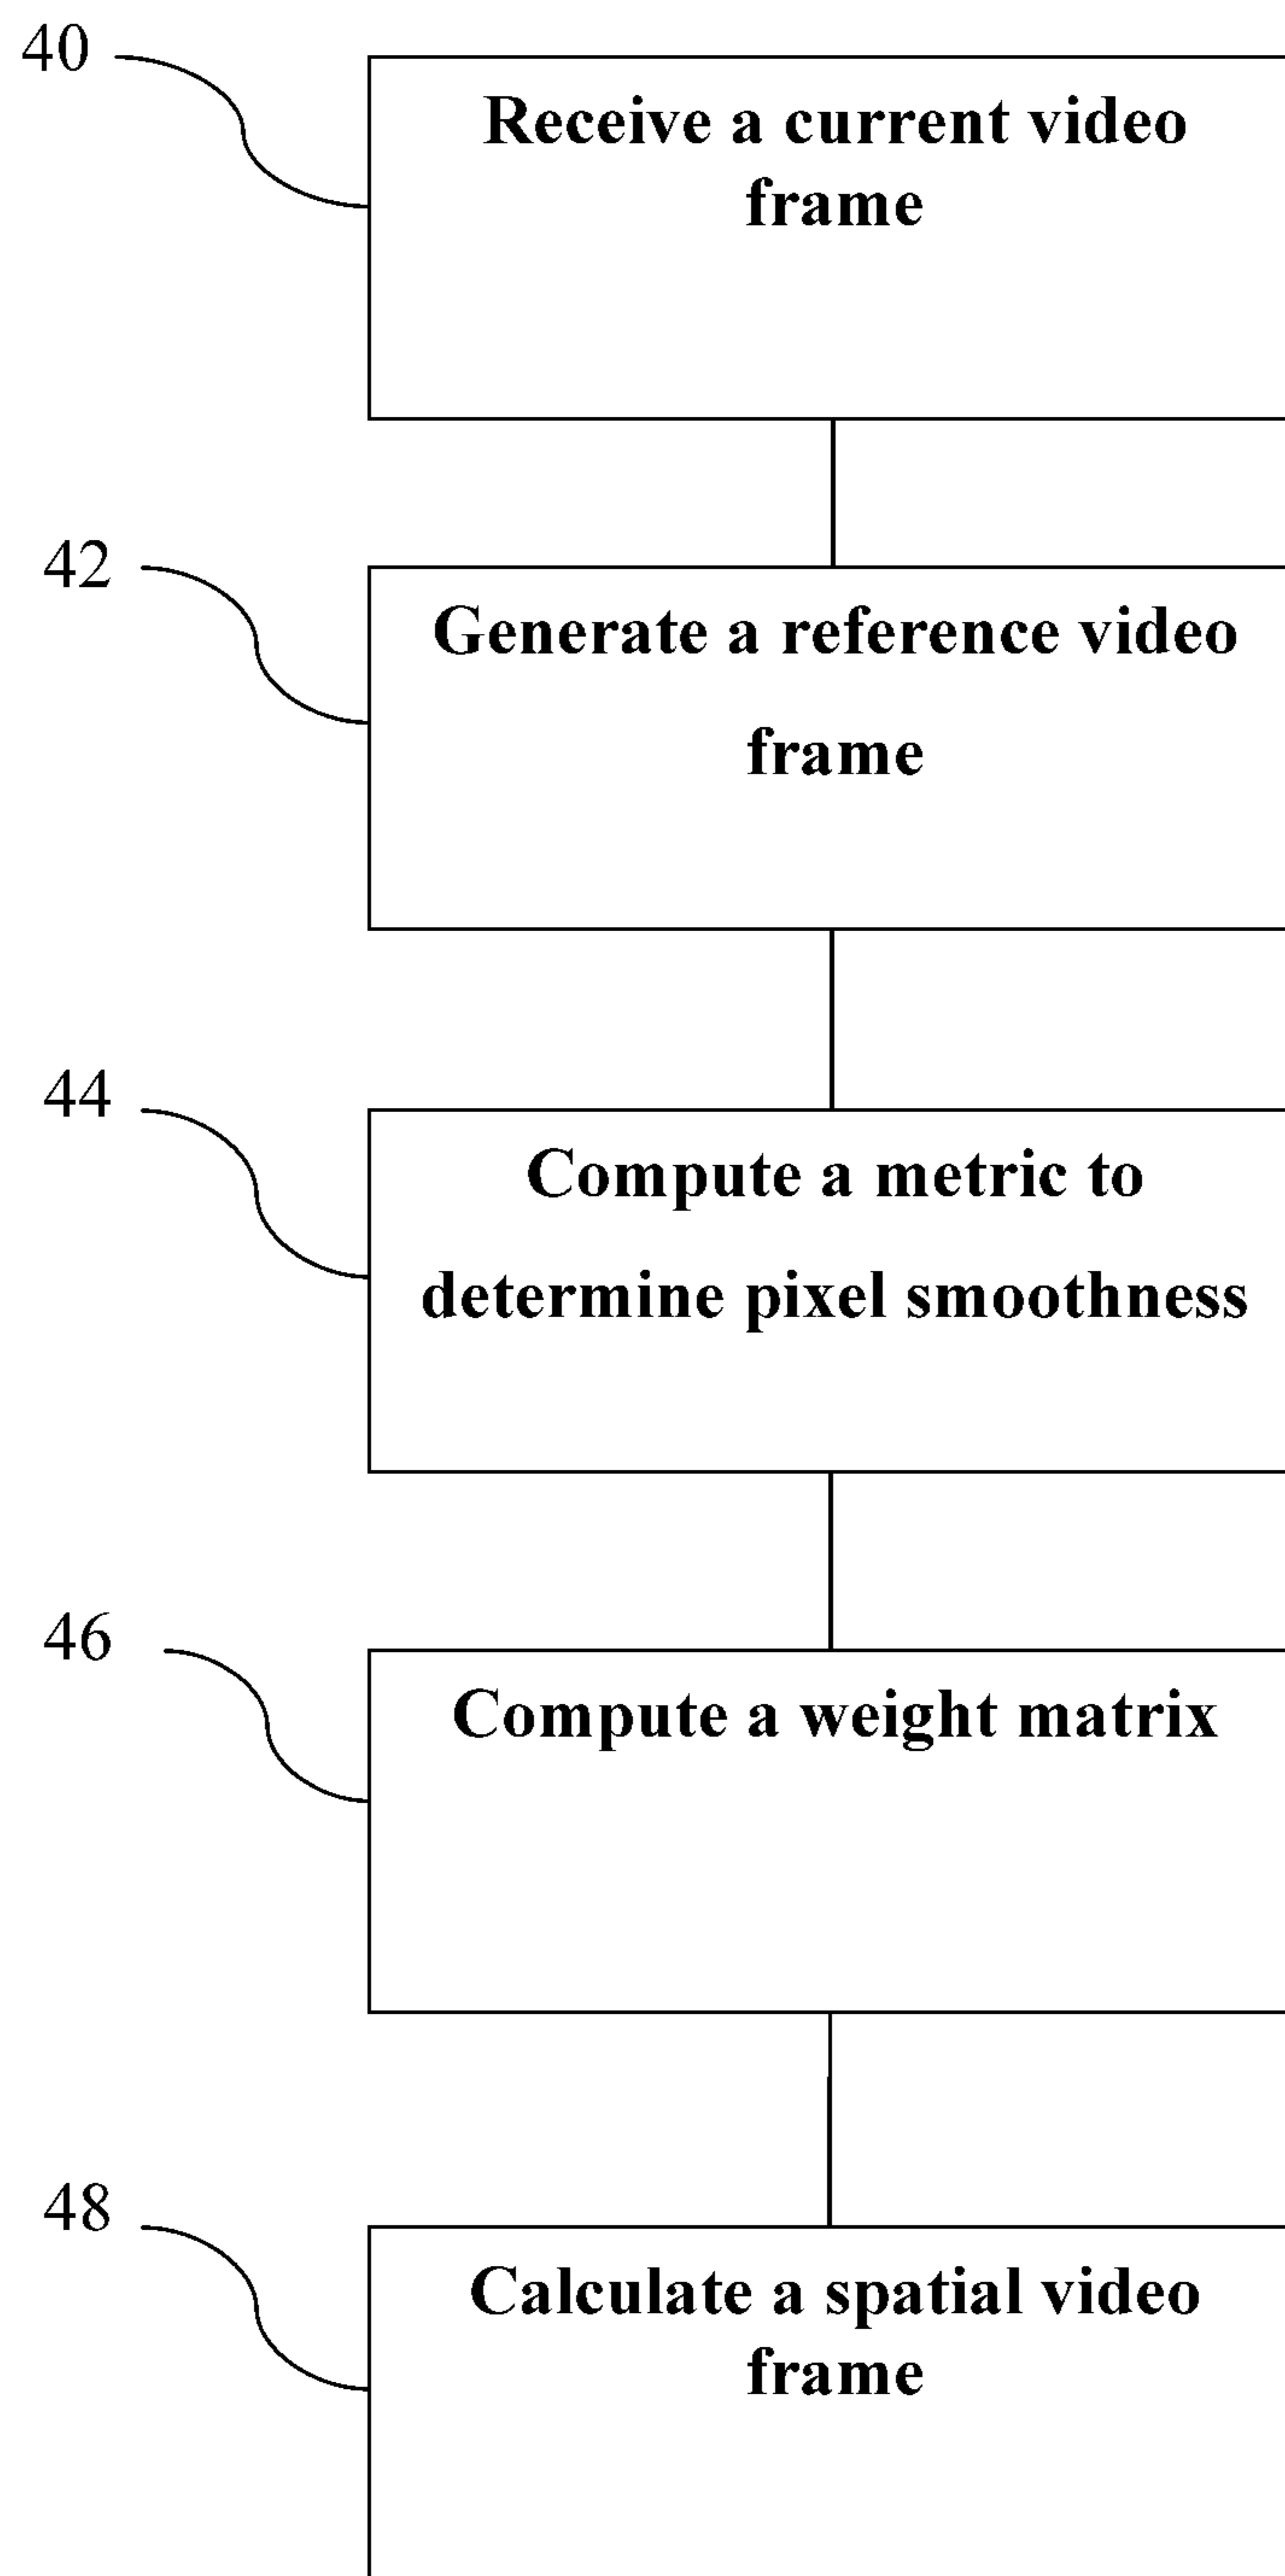 40
Receive a current video
frame
42
Generate a reference video
frame
44
Compute a metric to
determine pixel smoothness
46
Compute a weight matrix
48
Calculate a spatial video
frame